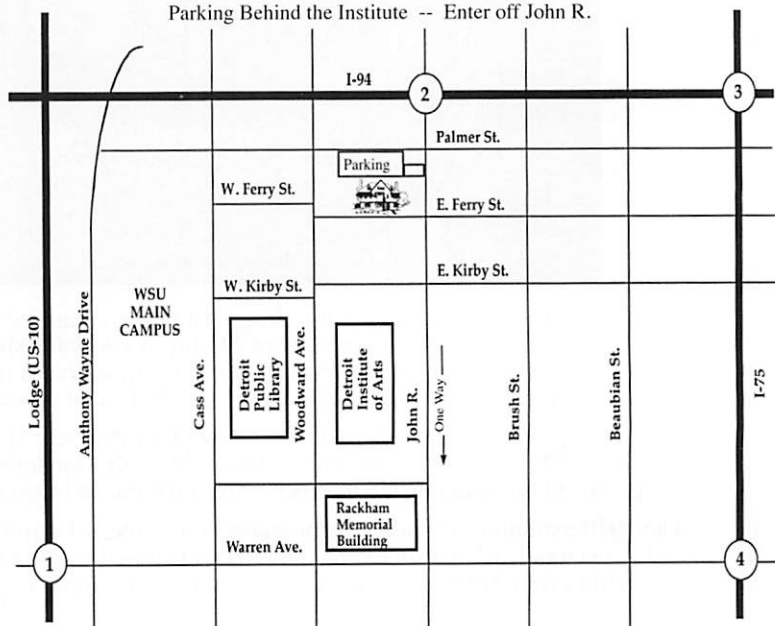 Parking Behind the Institute -- Enter off John R.
I-94
2
3
Palmer St.
Parking
W. Ferry St.
E. Ferry St.
E. Kirby St.
W. Kirby St.
WSU
MAIN
CAMPUS
Lodge (US-10)
Anthony Wayne Drive
Cass Ave.
Detroit
Public
Library
Woodward Ave.
Detroit
Institute
of Arts
John R.
One Way
Brush St.
Beaubian St.
I-75
Rackham
Memorial
Building
Warren Ave.
1
4